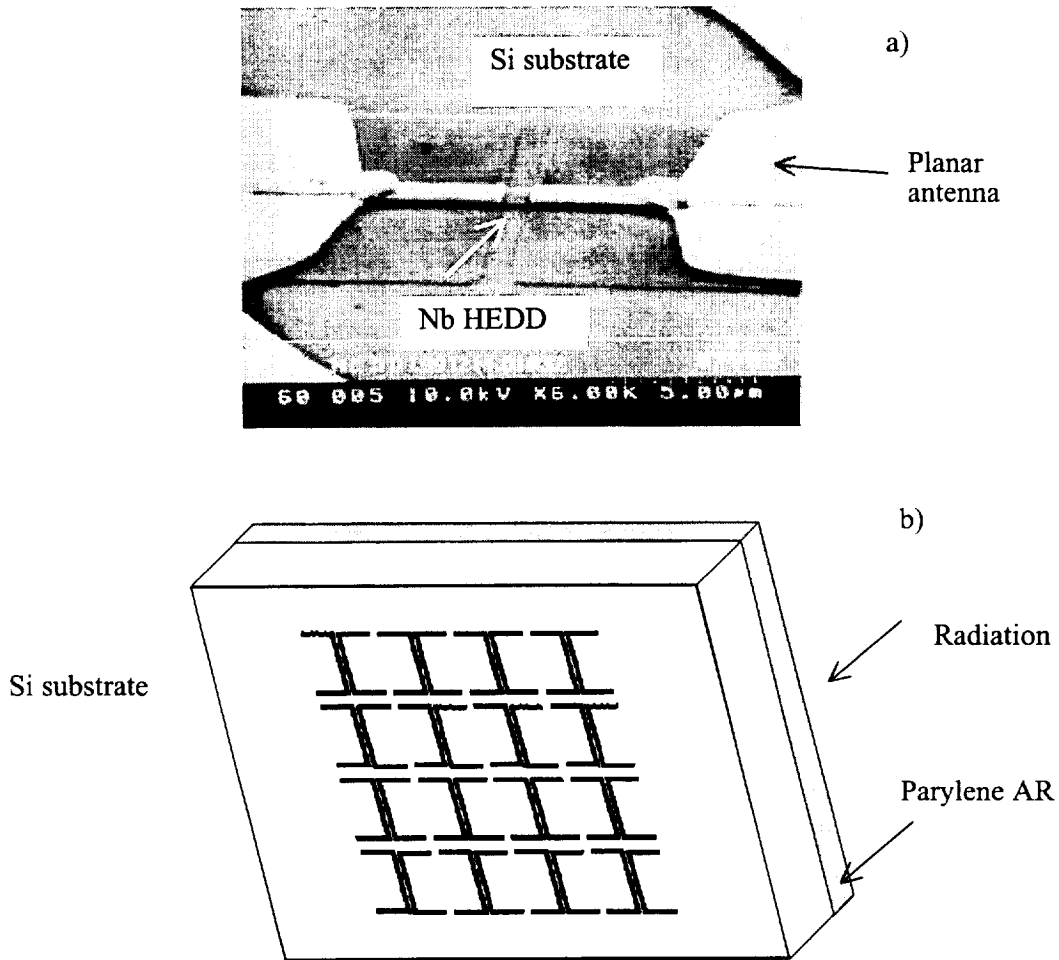 a)
Si substrate
Planar
antenna
Nb HEDD
60 005 10.0kV X6.00K 5.00μm
b)
Radiation
Si substrate
Parylene AR